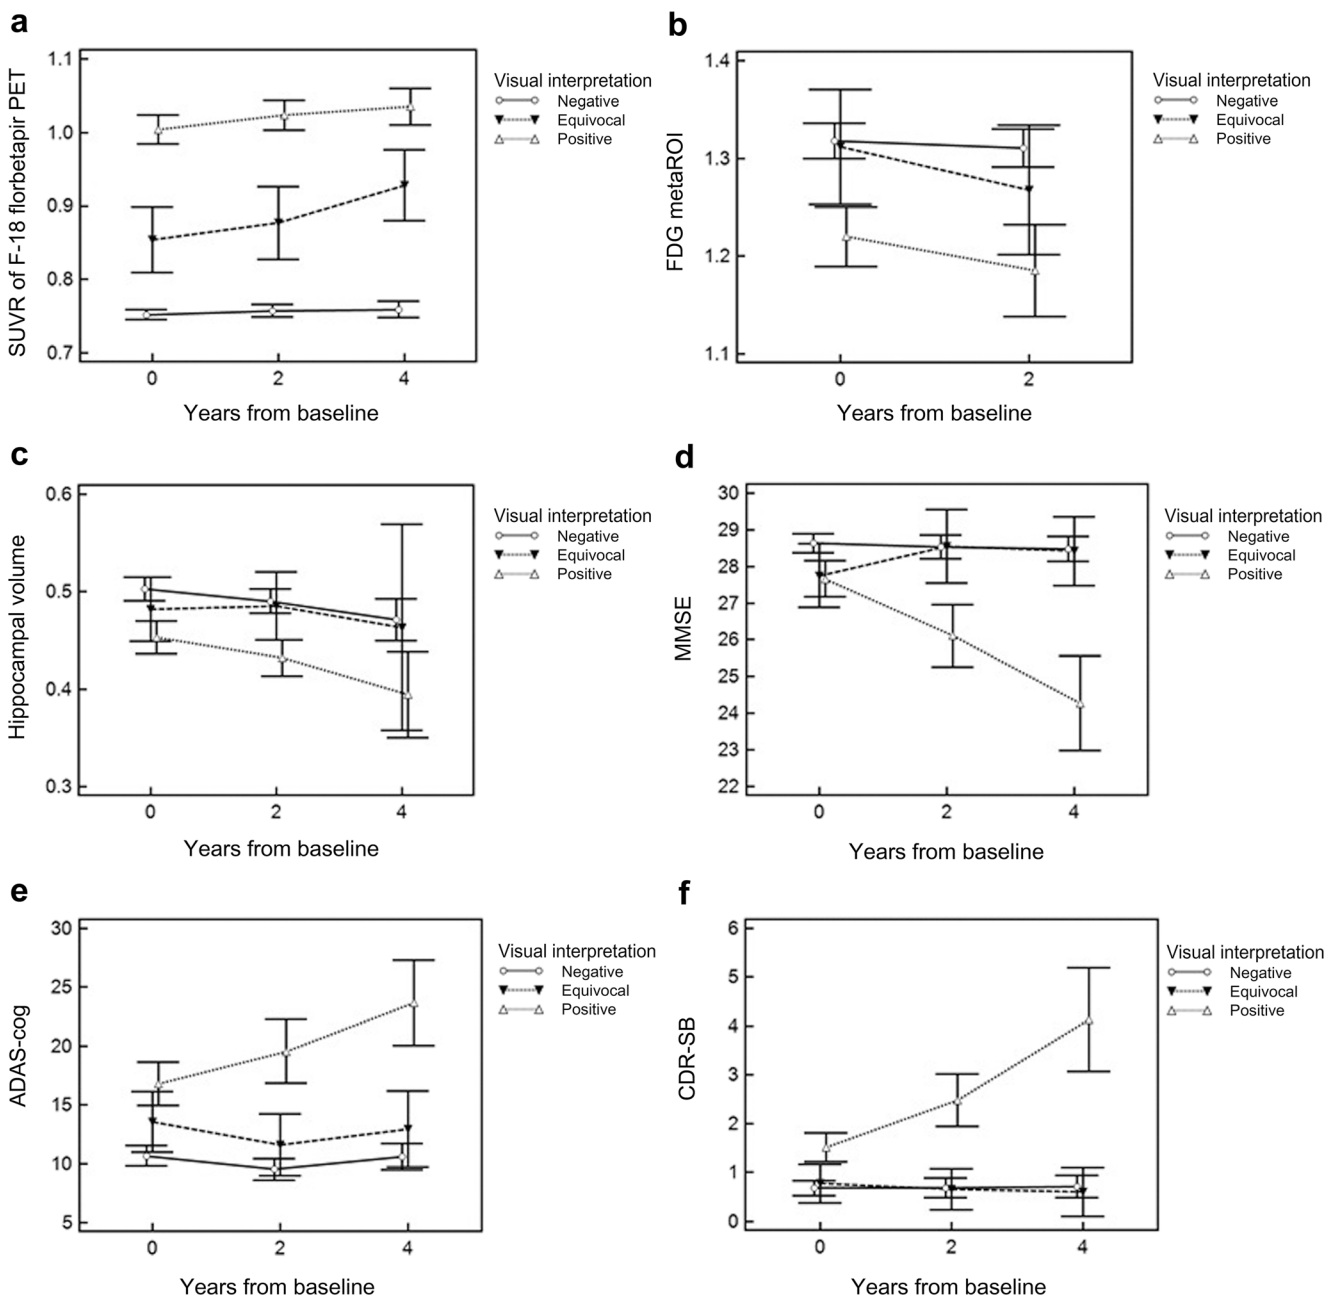 a
SUVR of F-18 florbetapir PET
1.1
1.0
0.9
0.8
0.7
0 2 4
Years from baseline
Visual interpretation
Negative
Equivocal
Positive
b
FDG metaROI
1.4
1.3
1.2
1.1
0 2
Years from baseline
Visual interpretation
Negative
Equivocal
Positive
c
Hippocampal volume
0.6
0.5
0.4
0.3
0 2 4
Years from baseline
Visual interpretation
Negative
Equivocal
Positive
d
MMSE
30
29
28
27
26
25
24
23
22
0 2 4
Years from baseline
Visual interpretation
Negative
Equivocal
Positive
e
ADAS-cog
30
25
20
15
10
5
0 2 4
Years from baseline
Visual interpretation
Negative
Equivocal
Positive
f
CDR-SB
6
5
4
3
2
1
0
0 2 4
Years from baseline
Visual interpretation
Negative
Equivocal
Positive